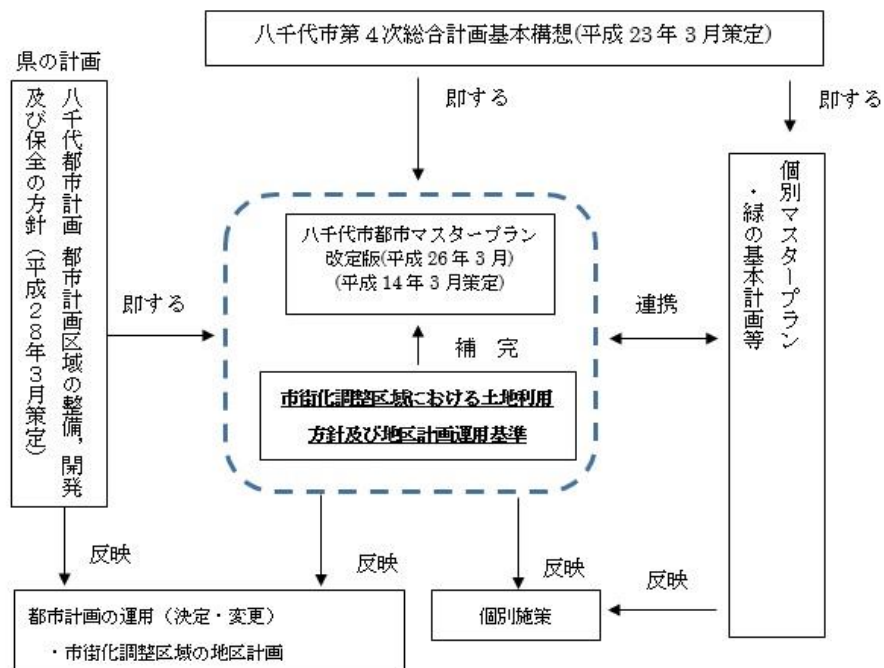 八千代市第4次総合計画基本構想(平成23年3月策定)
県の計画
即する
即する
八千代都市計画 都市計画区域の整備,開発
及び保全の方針(平成28年3月策定)
個別マスタープラン
・緑の基本計画等
八千代市都市マスタープラン
改定版(平成26年3月)
(平成14年3月策定)
即する
連携
補 完
市街化調整区域における土地利用
方針及び地区計画運用基準
反映
反映
反映
反映
都市計画の運用(決定・変更)
・市街化調整区域の地区計画
個別施策